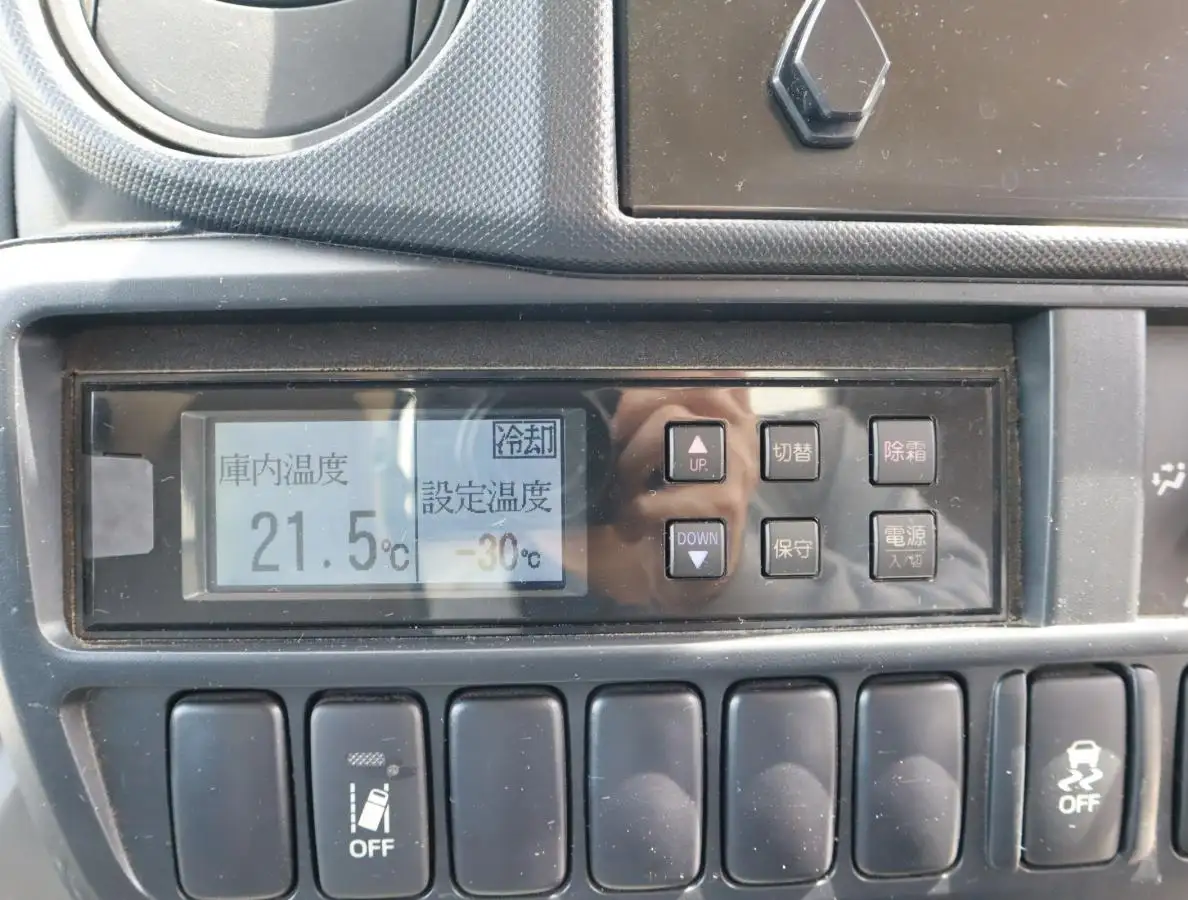 冷却
庫内温度
設定温度
21.5℃
-30℃
UP
切替
除霜
DOWN
保守
電源
入/切
OFF
OFF